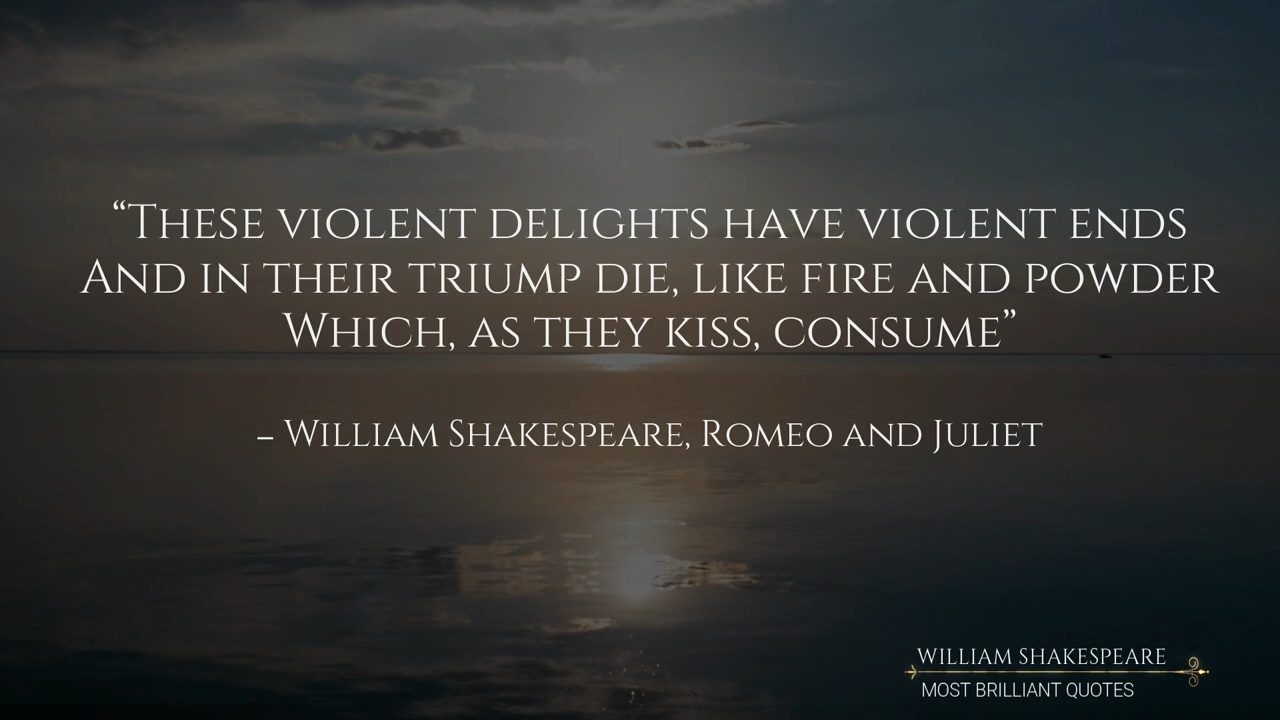 “These violent delights have violent ends
And in their triump die, like fire and powder
Which, as they kiss, consume”
– William Shakespeare, Romeo and Juliet
WILLIAM SHAKESPEARE
MOST BRILLIANT QUOTES